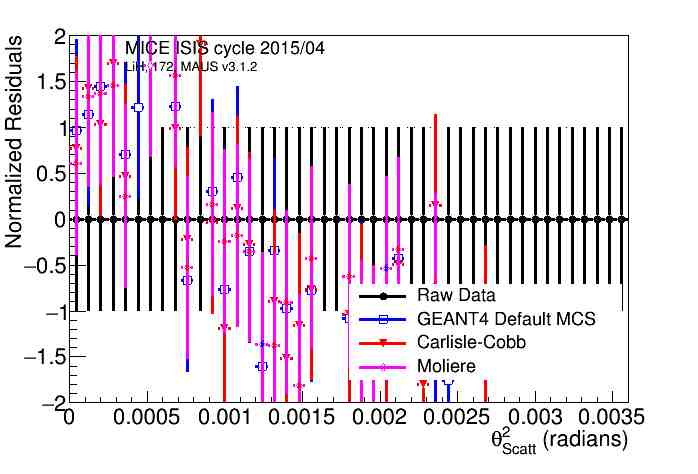 Normalized Residuals
2
1.5
1
0.5
0
−0.5
−1
−1.5
−2
MICE ISIS cycle 2015/04
LiH, 172, MAUS v3.1.2
Raw Data
GEANT4 Default MCS
Carlisle-Cobb
Moliere
0 0.0005 0.001 0.0015 0.002 0.0025 0.003 0.0035
θ²Scatt (radians)